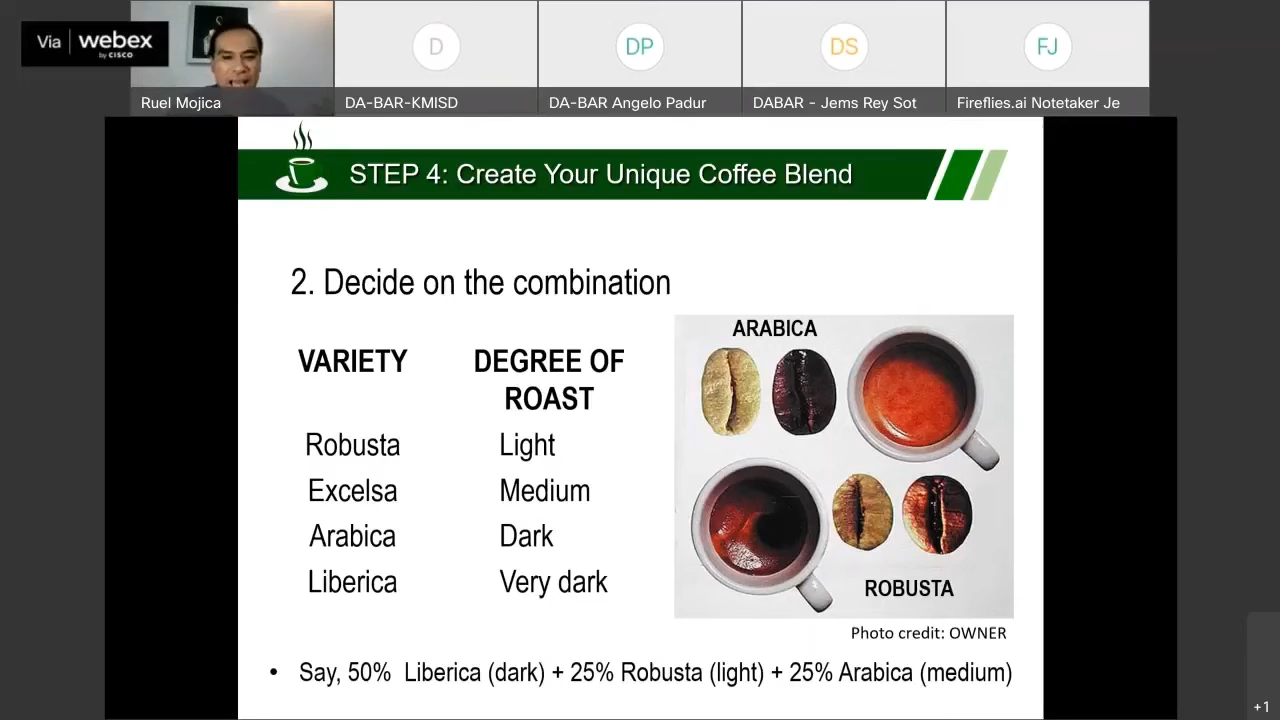 Via | webex
by CISCO
Ruel Mojica
D
DA-BAR-KMISD
DP
DA-BAR Angelo Padur
DS
DABAR - Jems Rey Sot
FJ
Fireflies.ai Notetaker Je
STEP 4: Create Your Unique Coffee Blend
2. Decide on the combination
VARIETY DEGREE OF
ROAST
Robusta Light
Excelsa Medium
Arabica Dark
Liberica Very dark
ARABICA
ROBUSTA
Photo credit: OWNER
• Say, 50% Liberica (dark) + 25% Robusta (light) + 25% Arabica (medium)
+1